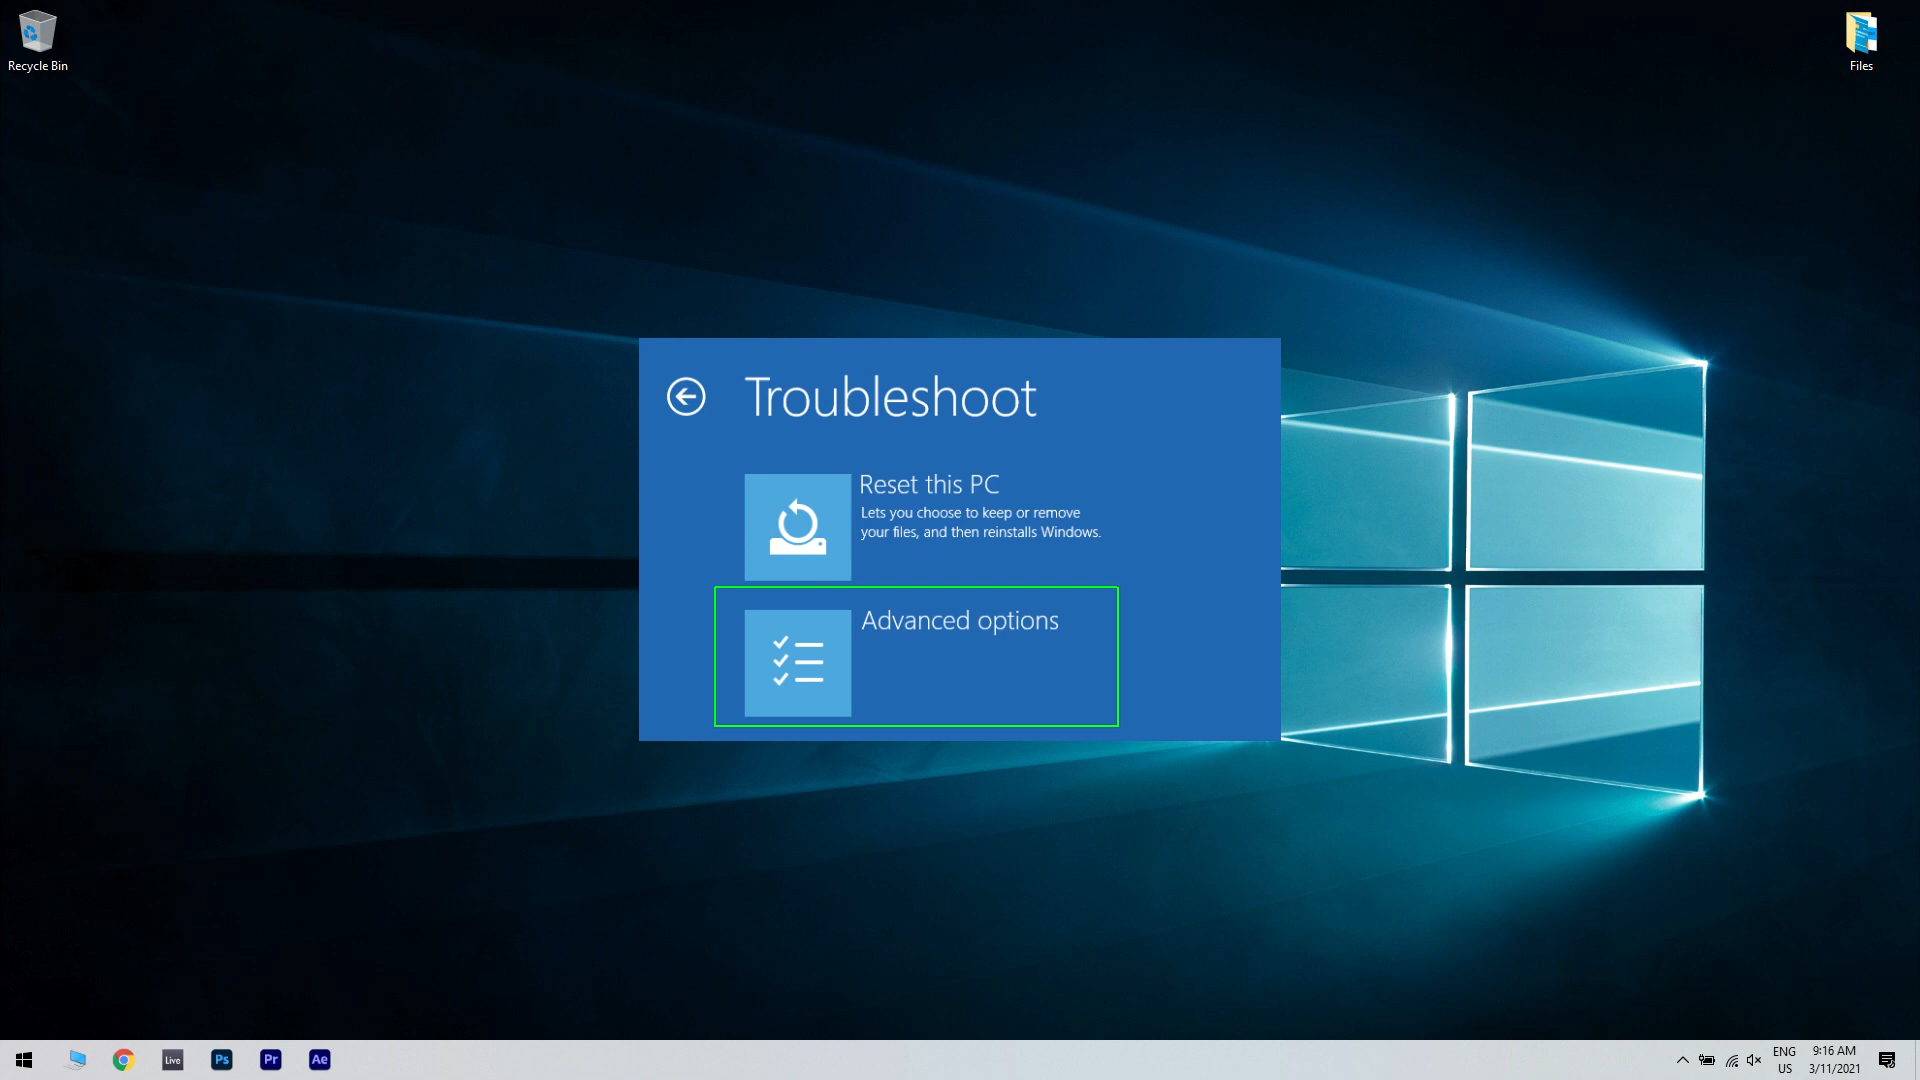 Recycle Bin
Files
Troubleshoot
Reset this PC
Lets you choose to keep or remove
your files, and then reinstalls Windows.
Advanced options
Live
Ps
Pr
Ae
ENG
US
9:16 AM
3/11/2021